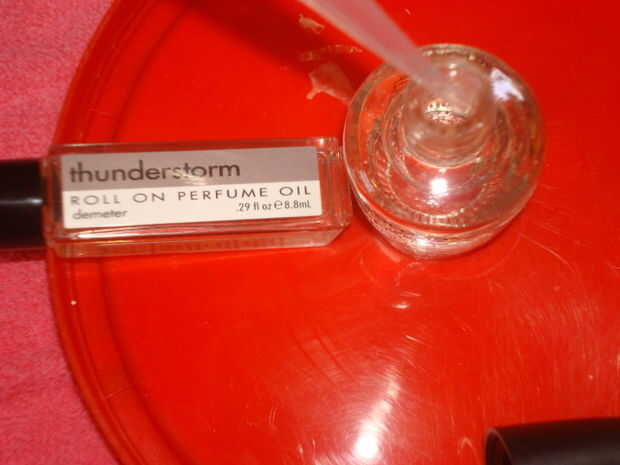 thunderstorm
ROLL ON PERFUME OIL
demeter .29 fl oz e 8.8mL